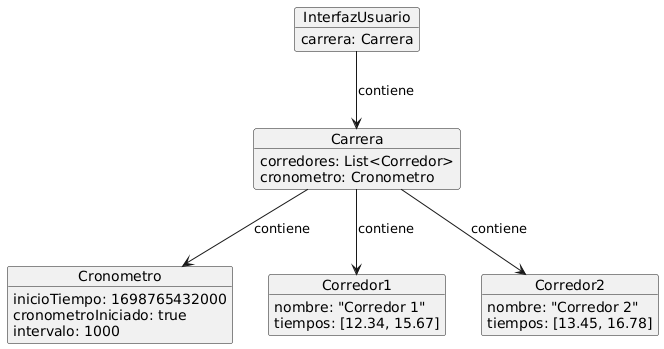 InterfazUsuario
carrera: Carrera
contiene
Carrera
corredores: List<Corredor>
cronometro: Cronometro
contiene
contiene
contiene
Cronometro
inicioTiempo: 1698765432000
cronometroIniciado: true
intervalo: 1000
Corredor1
nombre: "Corredor 1"
tiempos: [12.34, 15.67]
Corredor2
nombre: "Corredor 2"
tiempos: [13.45, 16.78]